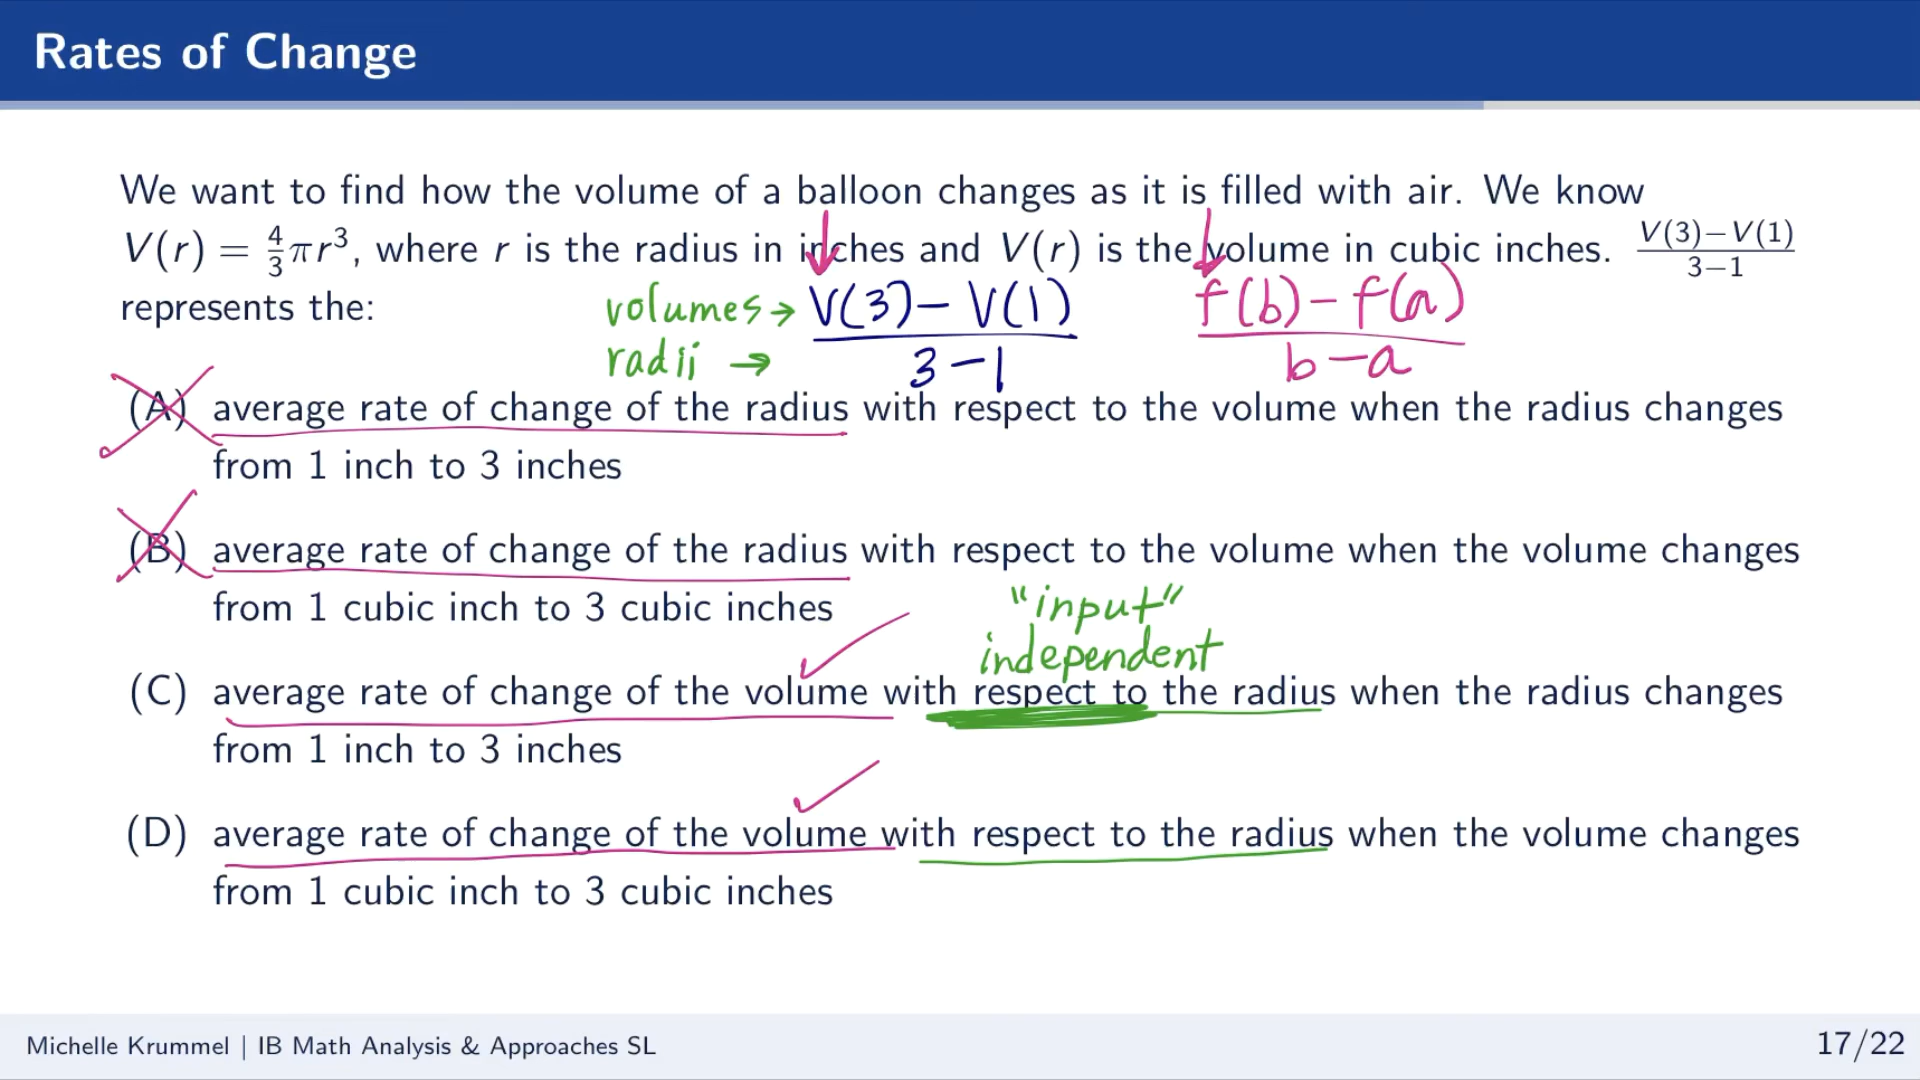 Rates of Change
We want to find how the volume of a balloon changes as it is filled with air. We know
V(r) = 4/3 πr³, where r is the radius in inches and V(r) is the volume in cubic inches. V(3)−V(1)/3−1
represents the:
volumes → V(3) − V(1) f(b) − f(a)
radii → 3 − 1 b − a
(A) average rate of change of the radius with respect to the volume when the radius changes
from 1 inch to 3 inches
(B) average rate of change of the radius with respect to the volume when the volume changes
from 1 cubic inch to 3 cubic inches
"input"
independent
(C) average rate of change of the volume with respect to the radius when the radius changes
from 1 inch to 3 inches
(D) average rate of change of the volume with respect to the radius when the volume changes
from 1 cubic inch to 3 cubic inches
Michelle Krummel | IB Math Analysis & Approaches SL 17/22